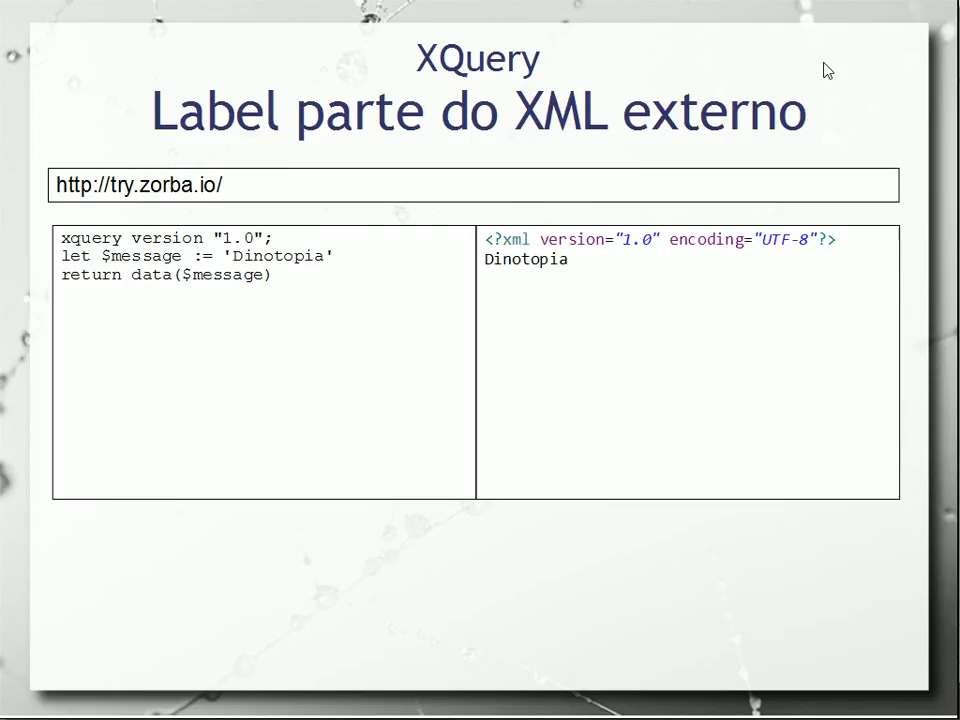 XQuery
Label parte do XML externo
http://try.zorba.io/
xquery version "1.0";
let $message := 'Dinotopia'
return data($message)
<?xml version="1.0" encoding="UTF-8"?>
Dinotopia